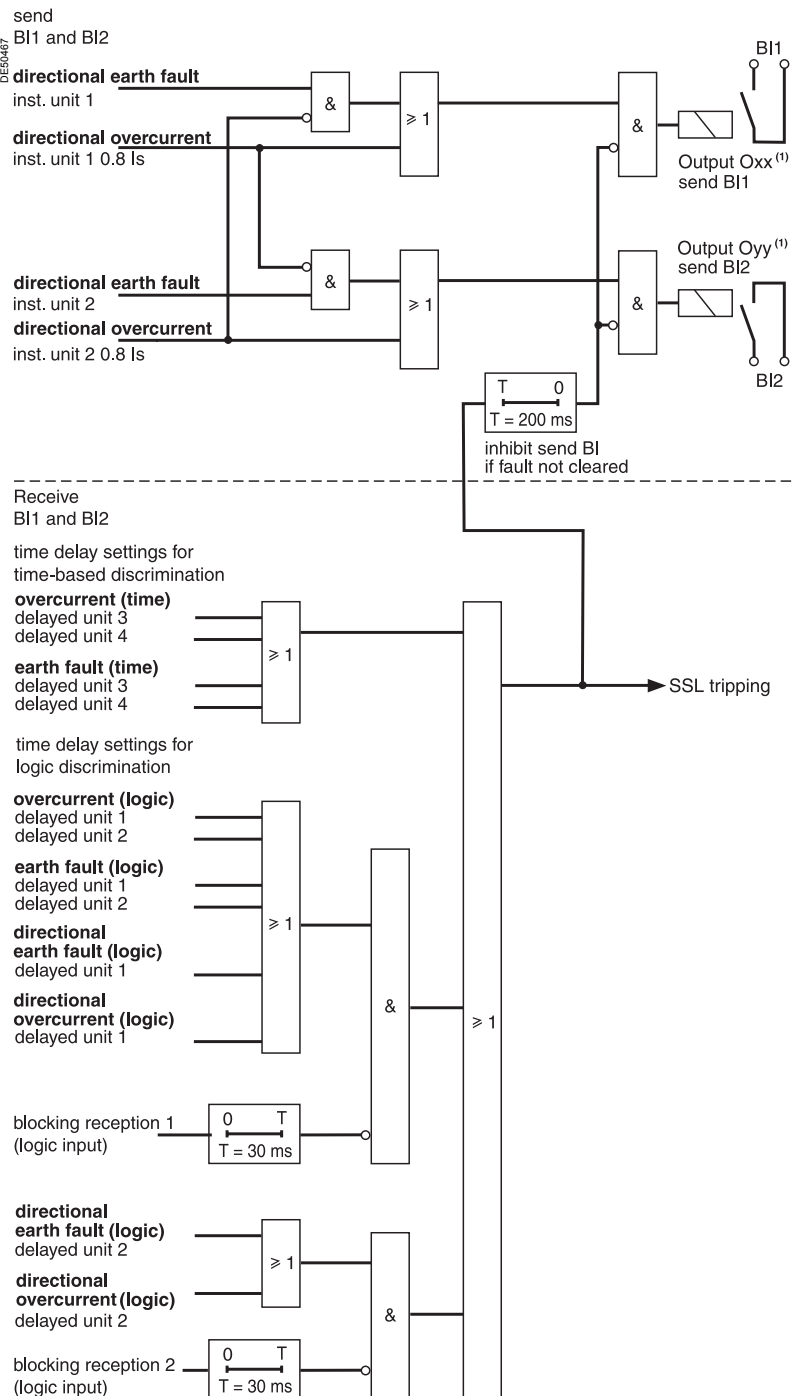 send
BI1 and BI2
DE50467
directional earth fault
inst. unit 1
directional overcurrent
inst. unit 1 0.8 Is
&
≥ 1
&
BI1
Output Oxx (1)
send BI1
directional earth fault
inst. unit 2
directional overcurrent
inst. unit 2 0.8 Is
&
≥ 1
&
Output Oyy (1)
send BI2
BI2
T 0
T = 200 ms
inhibit send BI
if fault not cleared
Receive
BI1 and BI2
time delay settings for
time-based discrimination
overcurrent (time)
delayed unit 3
delayed unit 4
earth fault (time)
delayed unit 3
delayed unit 4
≥ 1
SSL tripping
time delay settings for
logic discrimination
overcurrent (logic)
delayed unit 1
delayed unit 2
earth fault (logic)
delayed unit 1
delayed unit 2
directional
earth fault (logic)
delayed unit 1
directional
overcurrent (logic)
delayed unit 1
≥ 1
&
≥ 1
blocking reception 1
(logic input)
0 T
T = 30 ms
directional
earth fault (logic)
delayed unit 2
directional
overcurrent (logic)
delayed unit 2
≥ 1
&
blocking reception 2
(logic input)
0 T
T = 30 ms